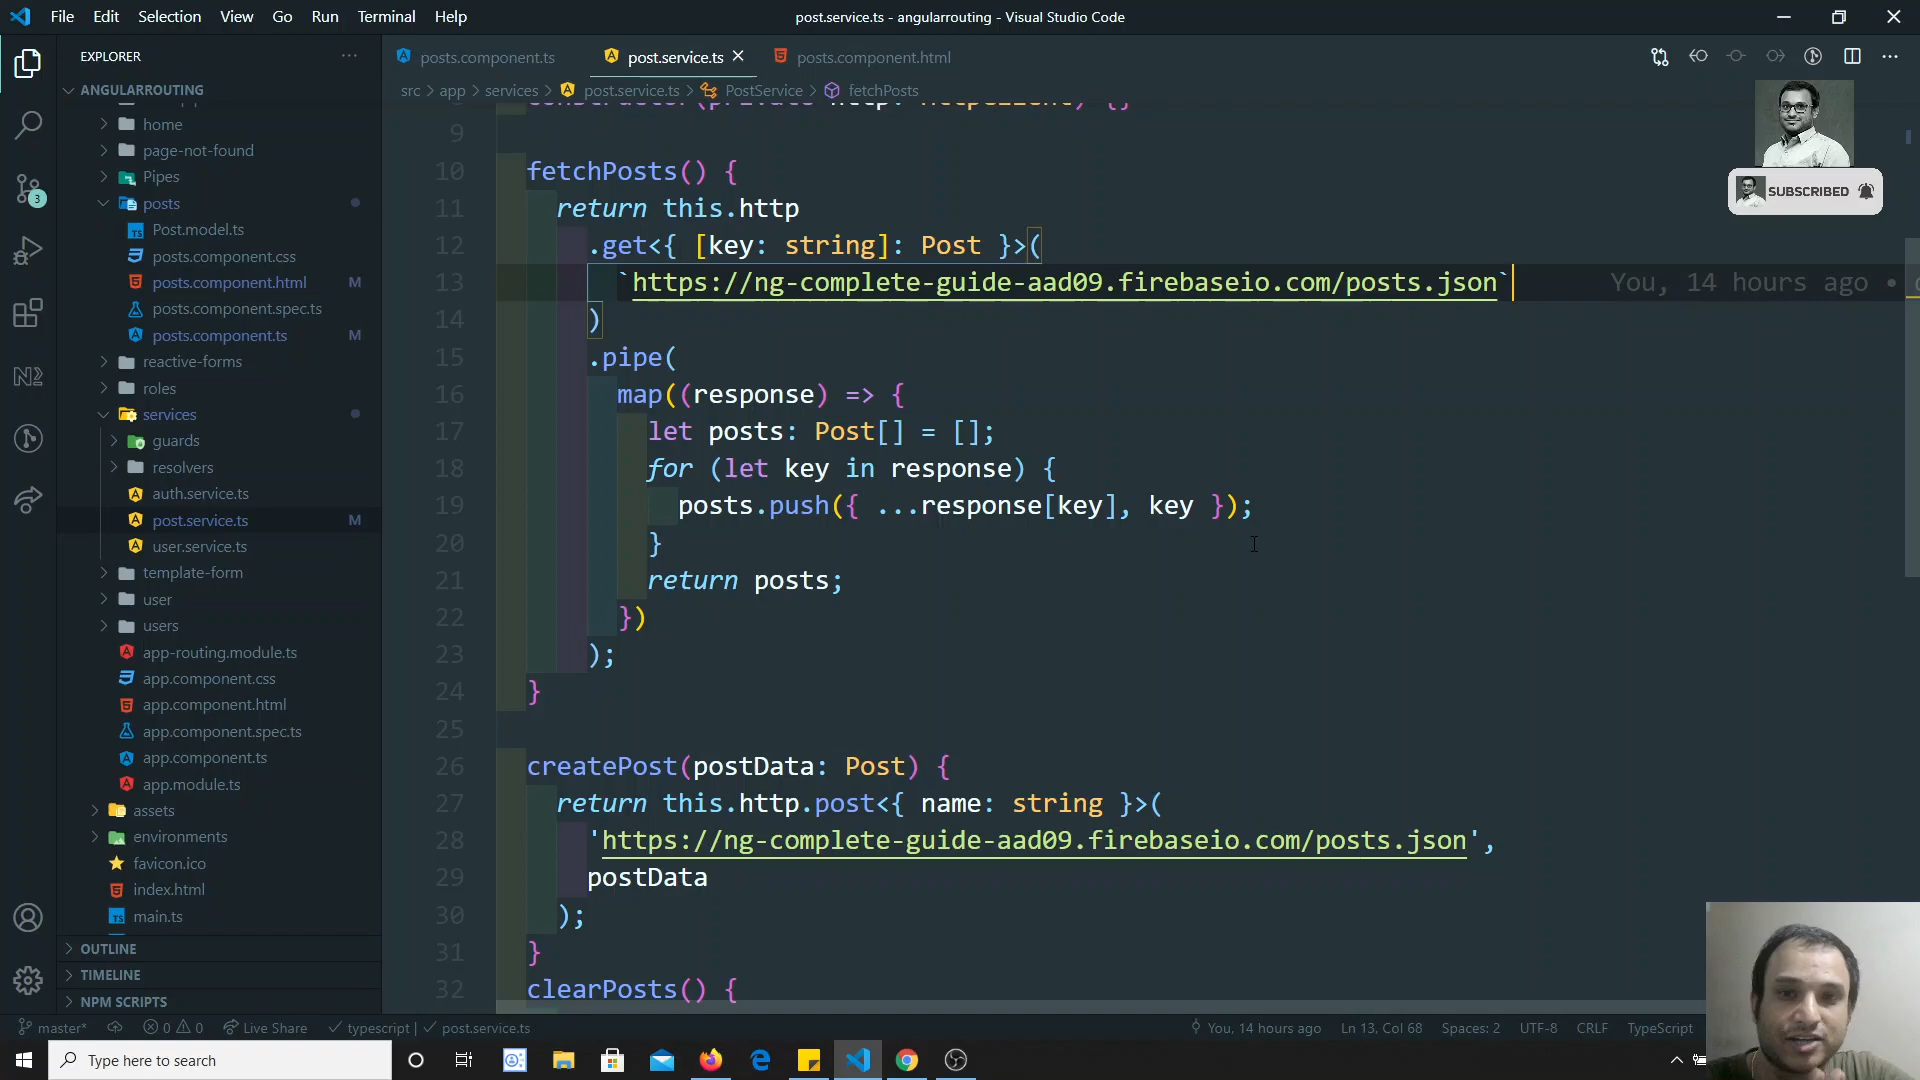 File Edit Selection View Go Run Terminal Help
post.service.ts - angularrouting - Visual Studio Code
EXPLORER
posts.component.ts
post.service.ts
posts.component.html
ANGULARROUTING
home
page-not-found
Pipes
posts
Post.model.ts
posts.component.css
posts.component.html M
posts.component.spec.ts
posts.component.ts M
reactive-forms
roles
services
guards
resolvers
auth.service.ts
post.service.ts M
user.service.ts
template-form
user
users
app-routing.module.ts
app.component.css
app.component.html
app.component.spec.ts
app.component.ts
app.module.ts
assets
environments
favicon.ico
index.html
main.ts
OUTLINE
TIMELINE
NPM SCRIPTS
3
src > app > services > post.service.ts > PostService > fetchPosts
constructor(private http: HttpClient) {}
9
10 fetchPosts() {
11 return this.http
12 .get<{ [key: string]: Post }>(
13 `https://ng-complete-guide-aad09.firebaseio.com/posts.json` You, 14 hours ago •
14 )
15 .pipe(
16 map((response) => {
17 let posts: Post[] = [];
18 for (let key in response) {
19 posts.push({ ...response[key], key });
20 }
21 return posts;
22 })
23 );
24 }
25
26 createPost(postData: Post) {
27 return this.http.post<{ name: string }>(
28 'https://ng-complete-guide-aad09.firebaseio.com/posts.json',
29 postData
30 );
31 }
32 clearPosts() {
SUBSCRIBED
master* 0 0 Live Share typescript | post.service.ts You, 14 hours ago Ln 13, Col 68 Spaces: 2 UTF-8 CRLF TypeScript
Type here to search